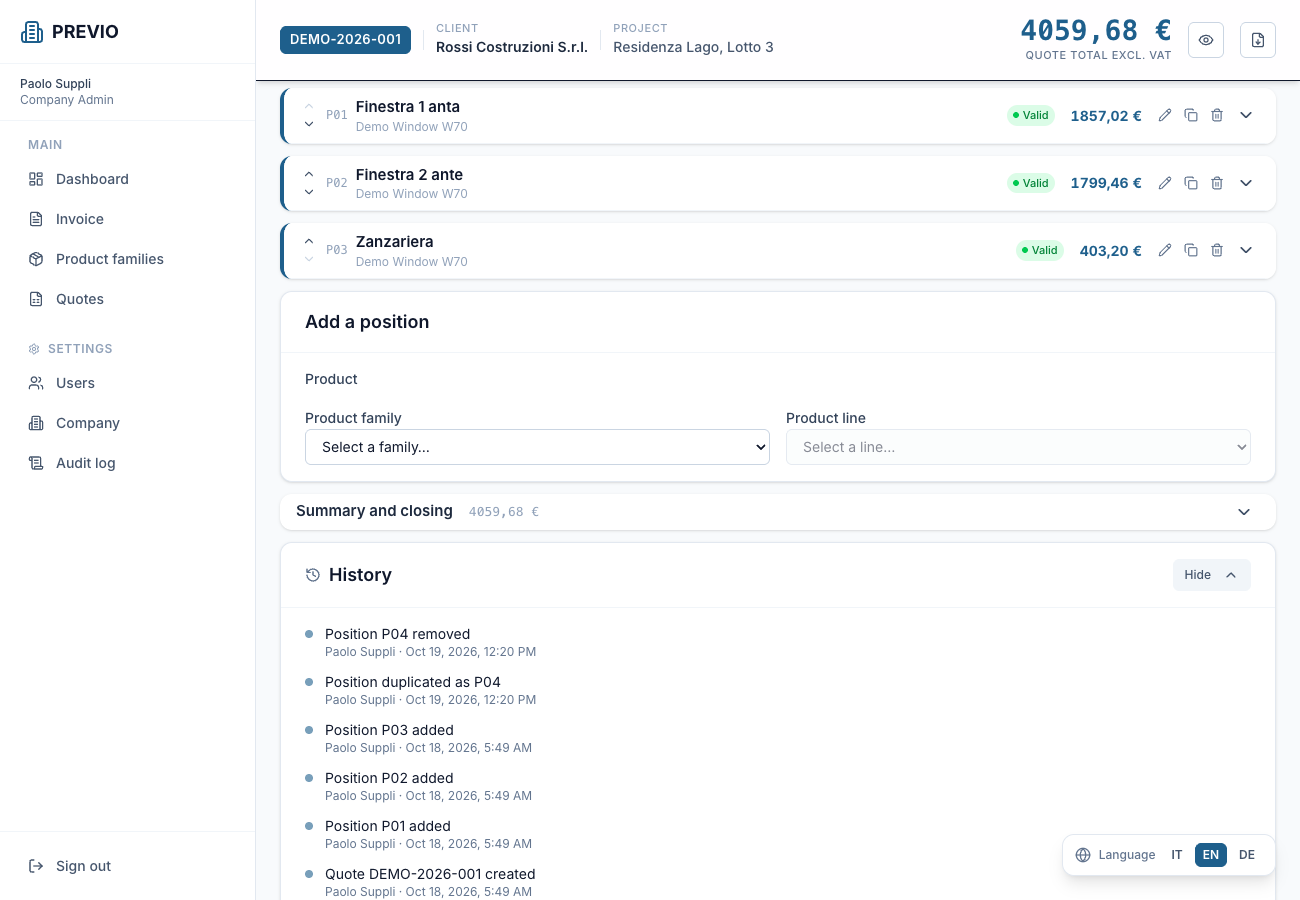 PREVIO
Paolo Suppli
Company Admin
MAIN
Dashboard
Invoice
Product families
Quotes
SETTINGS
Users
Company
Audit log
Sign out
DEMO-2026-001
CLIENT
Rossi Costruzioni S.r.l.
PROJECT
Residenza Lago, Lotto 3
4059,68 €
QUOTE TOTAL EXCL. VAT
P01
Finestra 1 anta
Demo Window W70
Valid
1857,02 €
P02
Finestra 2 ante
Demo Window W70
Valid
1799,46 €
P03
Zanzariera
Demo Window W70
Valid
403,20 €
Add a position
Product
Product family
Select a family...
Product line
Select a line...
Summary and closing 4059,68 €
History
Hide
Position P04 removed
Paolo Suppli · Oct 19, 2026, 12:20 PM
Position duplicated as P04
Paolo Suppli · Oct 19, 2026, 12:20 PM
Position P03 added
Paolo Suppli · Oct 18, 2026, 5:49 AM
Position P02 added
Paolo Suppli · Oct 18, 2026, 5:49 AM
Position P01 added
Paolo Suppli · Oct 18, 2026, 5:49 AM
Quote DEMO-2026-001 created
Paolo Suppli · Oct 18, 2026, 5:49 AM
Language IT EN DE